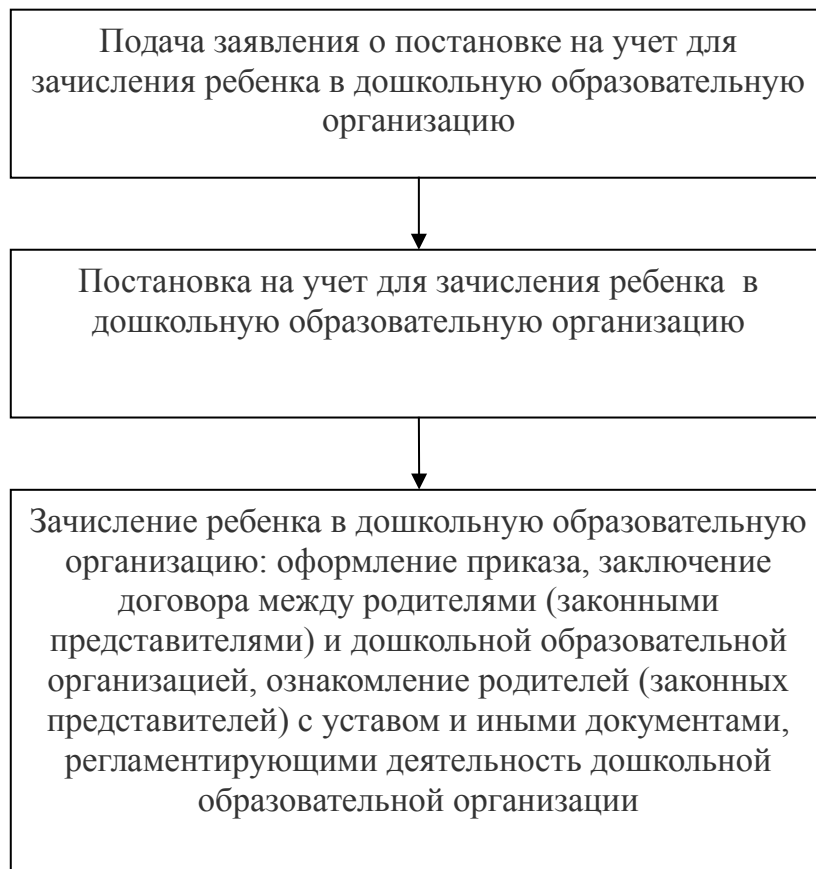 Подача заявления о постановке на учет для
зачисления ребенка в дошкольную образовательную
организацию
Постановка на учет для зачисления ребенка в
дошкольную образовательную организацию
Зачисление ребенка в дошкольную образовательную
организацию: оформление приказа, заключение
договора между родителями (законными
представителями) и дошкольной образовательной
организацией, ознакомление родителей (законных
представителей) с уставом и иными документами,
регламентирующими деятельность дошкольной
образовательной организации